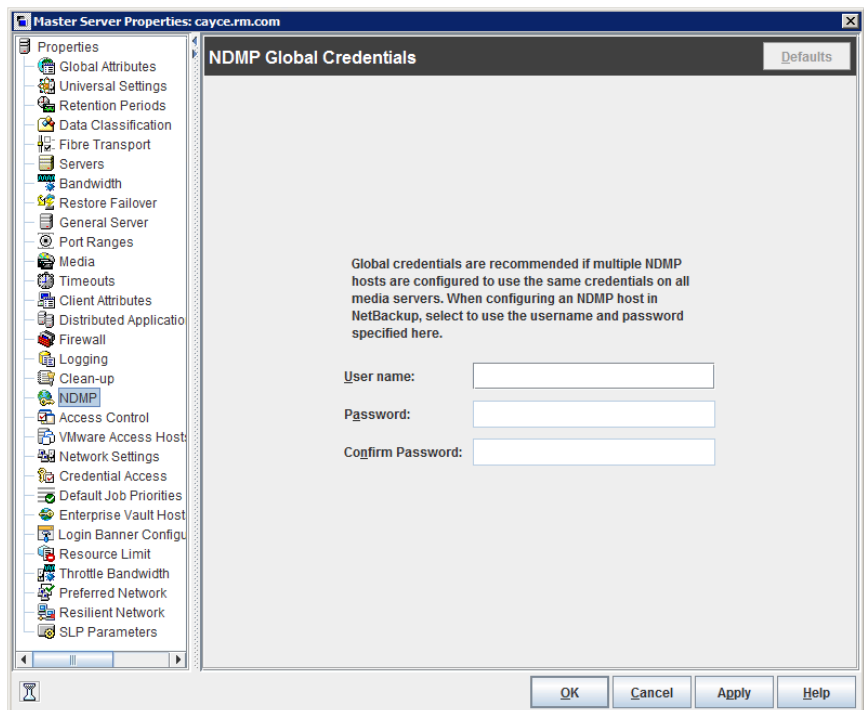 Master Server Properties: cayce.rm.com
Properties
Global Attributes
Universal Settings
Retention Periods
Data Classification
Fibre Transport
Servers
Bandwidth
Restore Failover
General Server
Port Ranges
Media
Timeouts
Client Attributes
Distributed Applicatio
Firewall
Logging
Clean-up
NDMP
Access Control
VMware Access Hosts
Network Settings
Credential Access
Default Job Priorities
Enterprise Vault Host
Login Banner Configu
Resource Limit
Throttle Bandwidth
Preferred Network
Resilient Network
SLP Parameters
NDMP Global Credentials
Defaults
Global credentials are recommended if multiple NDMP
hosts are configured to use the same credentials on all
media servers. When configuring an NDMP host in
NetBackup, select to use the username and password
specified here.
User name:
Password:
Confirm Password:
OK
Cancel
Apply
Help